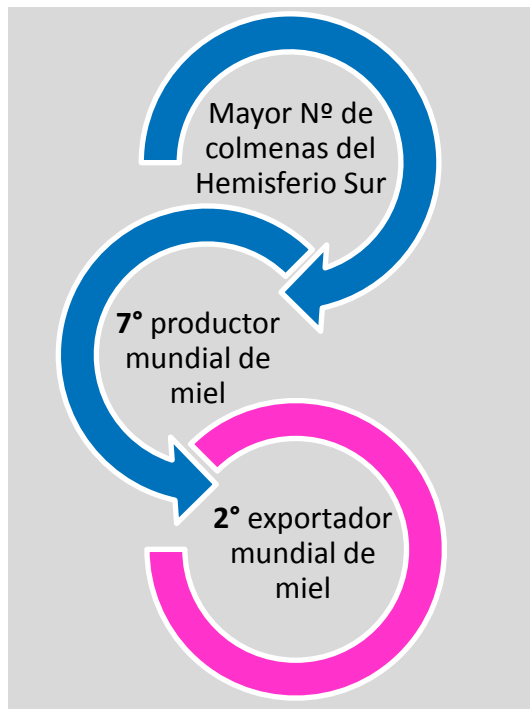 Mayor Nº de
colmenas del
Hemisferio Sur
7° productor
mundial de
miel
2° exportador
mundial de
miel